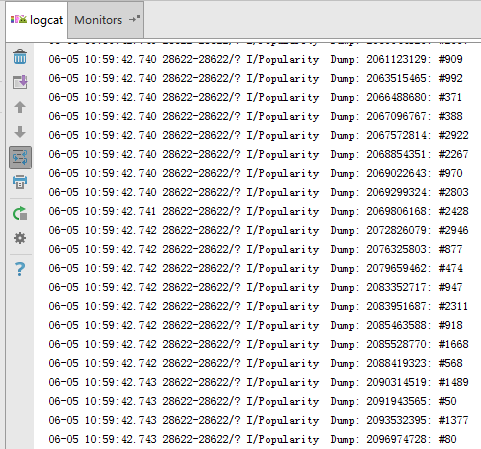 logcat Monitors
06-05 10:59:42.740 28622-28622/? I/Popularity Dump: 2061123129: #909
06-05 10:59:42.740 28622-28622/? I/Popularity Dump: 2063515465: #992
06-05 10:59:42.740 28622-28622/? I/Popularity Dump: 2066488680: #371
06-05 10:59:42.740 28622-28622/? I/Popularity Dump: 2067096767: #388
06-05 10:59:42.740 28622-28622/? I/Popularity Dump: 2067572814: #2922
06-05 10:59:42.740 28622-28622/? I/Popularity Dump: 2068854351: #2267
06-05 10:59:42.740 28622-28622/? I/Popularity Dump: 2069022643: #970
06-05 10:59:42.740 28622-28622/? I/Popularity Dump: 2069299324: #2803
06-05 10:59:42.741 28622-28622/? I/Popularity Dump: 2069806168: #2428
06-05 10:59:42.742 28622-28622/? I/Popularity Dump: 2072826079: #2946
06-05 10:59:42.742 28622-28622/? I/Popularity Dump: 2076325803: #877
06-05 10:59:42.742 28622-28622/? I/Popularity Dump: 2079659462: #474
06-05 10:59:42.742 28622-28622/? I/Popularity Dump: 2083352717: #947
06-05 10:59:42.742 28622-28622/? I/Popularity Dump: 2083951687: #2311
06-05 10:59:42.742 28622-28622/? I/Popularity Dump: 2085463588: #918
06-05 10:59:42.742 28622-28622/? I/Popularity Dump: 2085528770: #1668
06-05 10:59:42.742 28622-28622/? I/Popularity Dump: 2088419323: #568
06-05 10:59:42.743 28622-28622/? I/Popularity Dump: 2090314519: #1489
06-05 10:59:42.743 28622-28622/? I/Popularity Dump: 2091943565: #50
06-05 10:59:42.743 28622-28622/? I/Popularity Dump: 2093532395: #1377
06-05 10:59:42.743 28622-28622/? I/Popularity Dump: 2096974728: #80